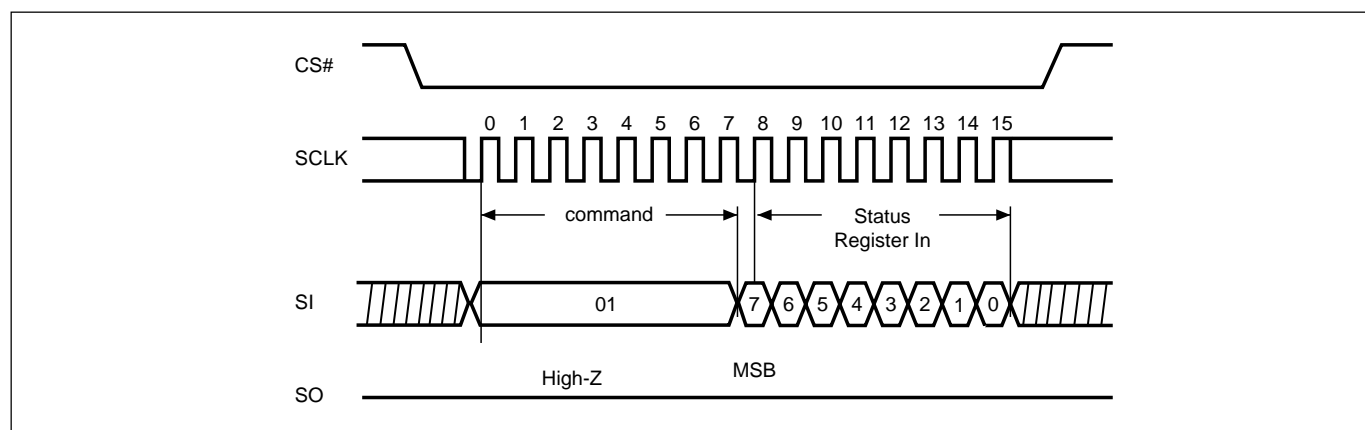 CS#
0 1 2 3 4 5 6 7 8 9 10 11 12 13 14 15
SCLK
command
Status
Register In
SI
01
7 6 5 4 3 2 1 0
High-Z
MSB
SO